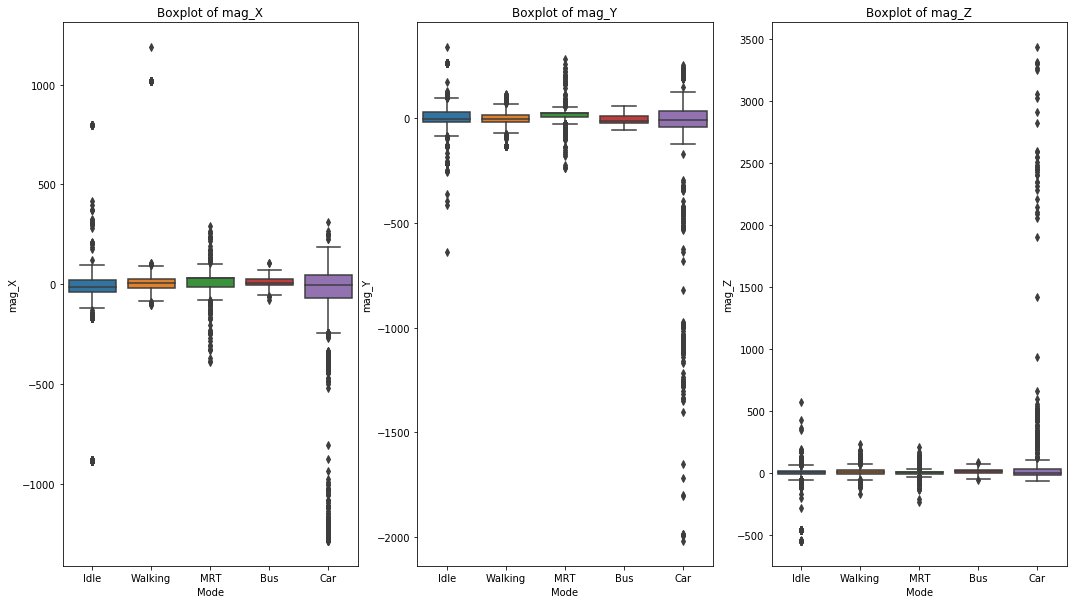 Boxplot of mag_X
1000
500
0
−500
−1000
mag_X
Idle Walking MRT Bus Car
Mode
Boxplot of mag_Y
0
−500
−1000
−1500
−2000
mag_Y
Idle Walking MRT Bus Car
Mode
Boxplot of mag_Z
3500
3000
2500
2000
1500
1000
500
0
−500
mag_Z
Idle Walking MRT Bus Car
Mode